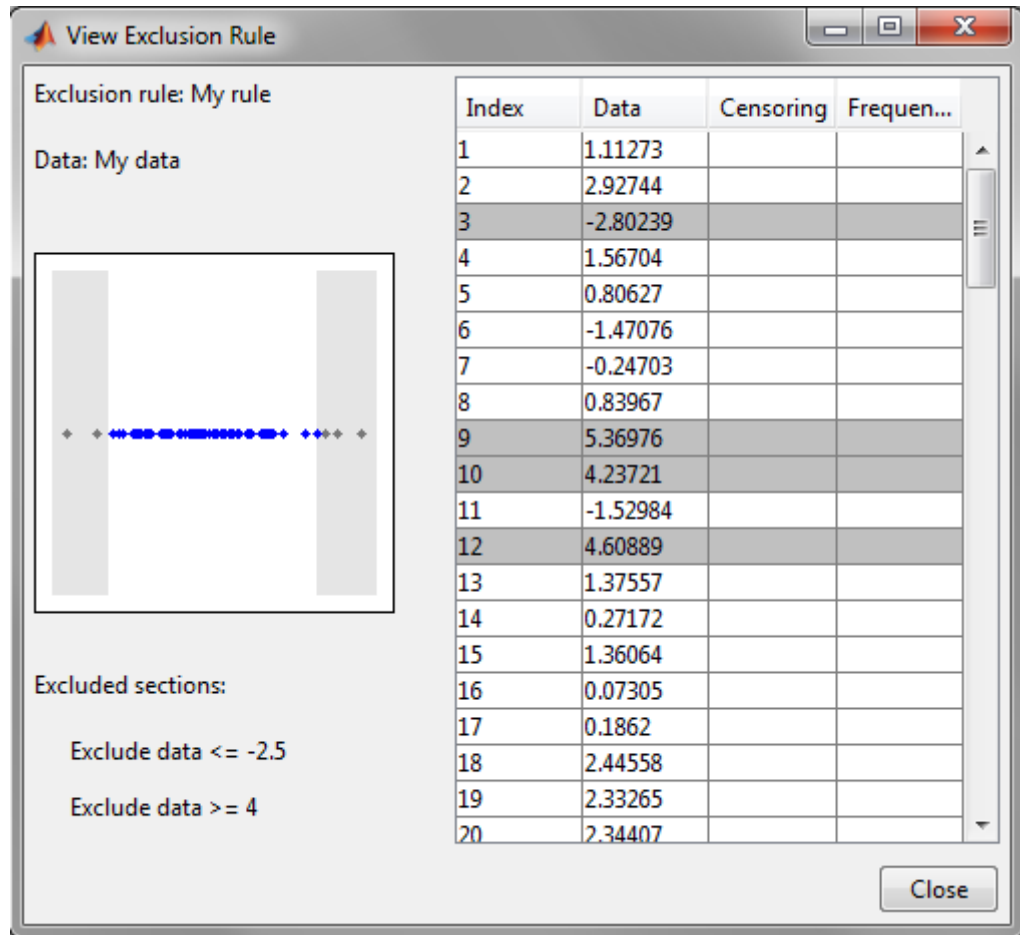 View Exclusion Rule
Exclusion rule: My rule
Data: My data
Excluded sections:
Exclude data <= -2.5
Exclude data >= 4
Index Data Censoring Frequen...
1 1.11273
2 2.92744
3 -2.80239
4 1.56704
5 0.80627
6 -1.47076
7 -0.24703
8 0.83967
9 5.36976
10 4.23721
11 -1.52984
12 4.60889
13 1.37557
14 0.27172
15 1.36064
16 0.07305
17 0.1862
18 2.44558
19 2.33265
20 2.34407
Close